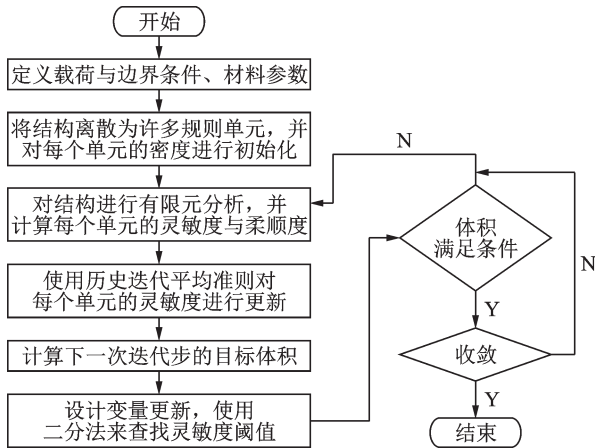 开始
定义载荷与边界条件、材料参数
将结构离散为许多规则单元，并
对每个单元的密度进行初始化
对结构进行有限元分析，并
计算每个单元的灵敏度与柔顺度
使用历史迭代平均准则对
每个单元的灵敏度进行更新
计算下一次迭代步的目标体积
设计变量更新，使用
二分法来查找灵敏度阈值
N
体积
满足条件
N
Y
收敛
Y
结束